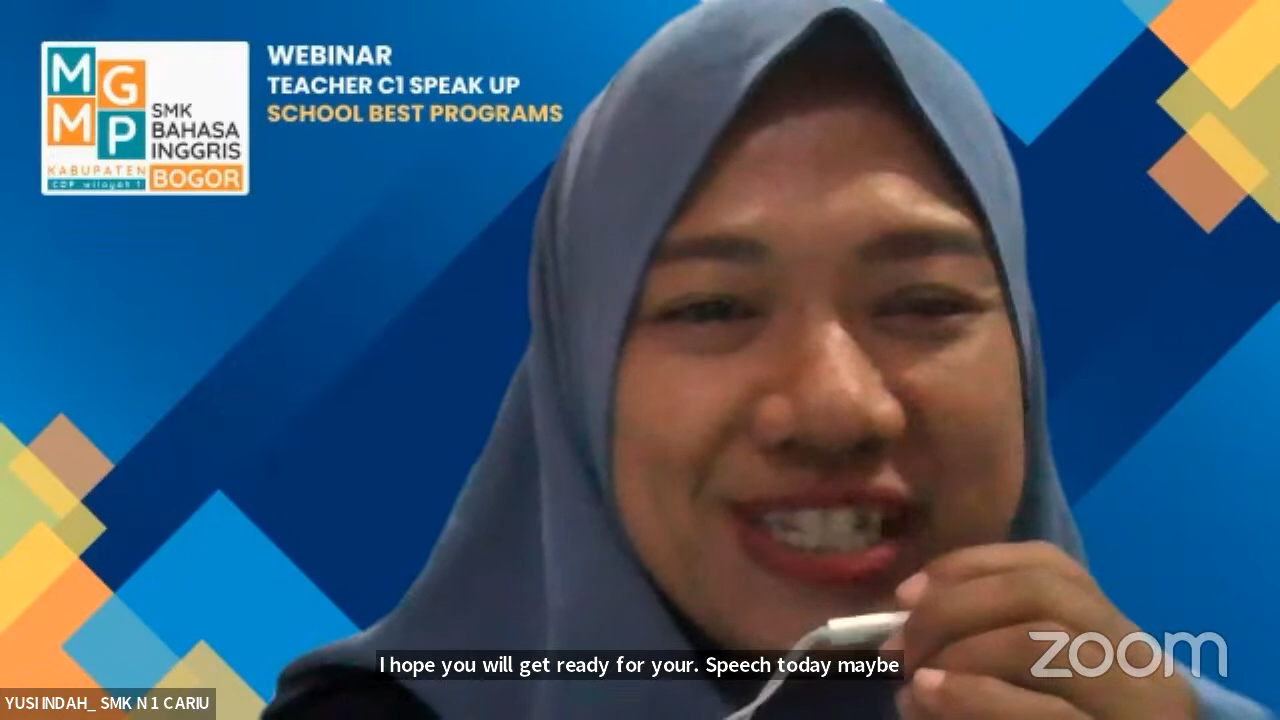 WEBINAR
TEACHER C1 SPEAK UP
SCHOOL BEST PROGRAMS
MGMP
SMK
BAHASA
INGGRIS
KABUPATEN
CDP wilayah 1
BOGOR
zoom
I hope you will get ready for your. Speech today maybe
YUSI INDAH_ SMK N 1 CARIU